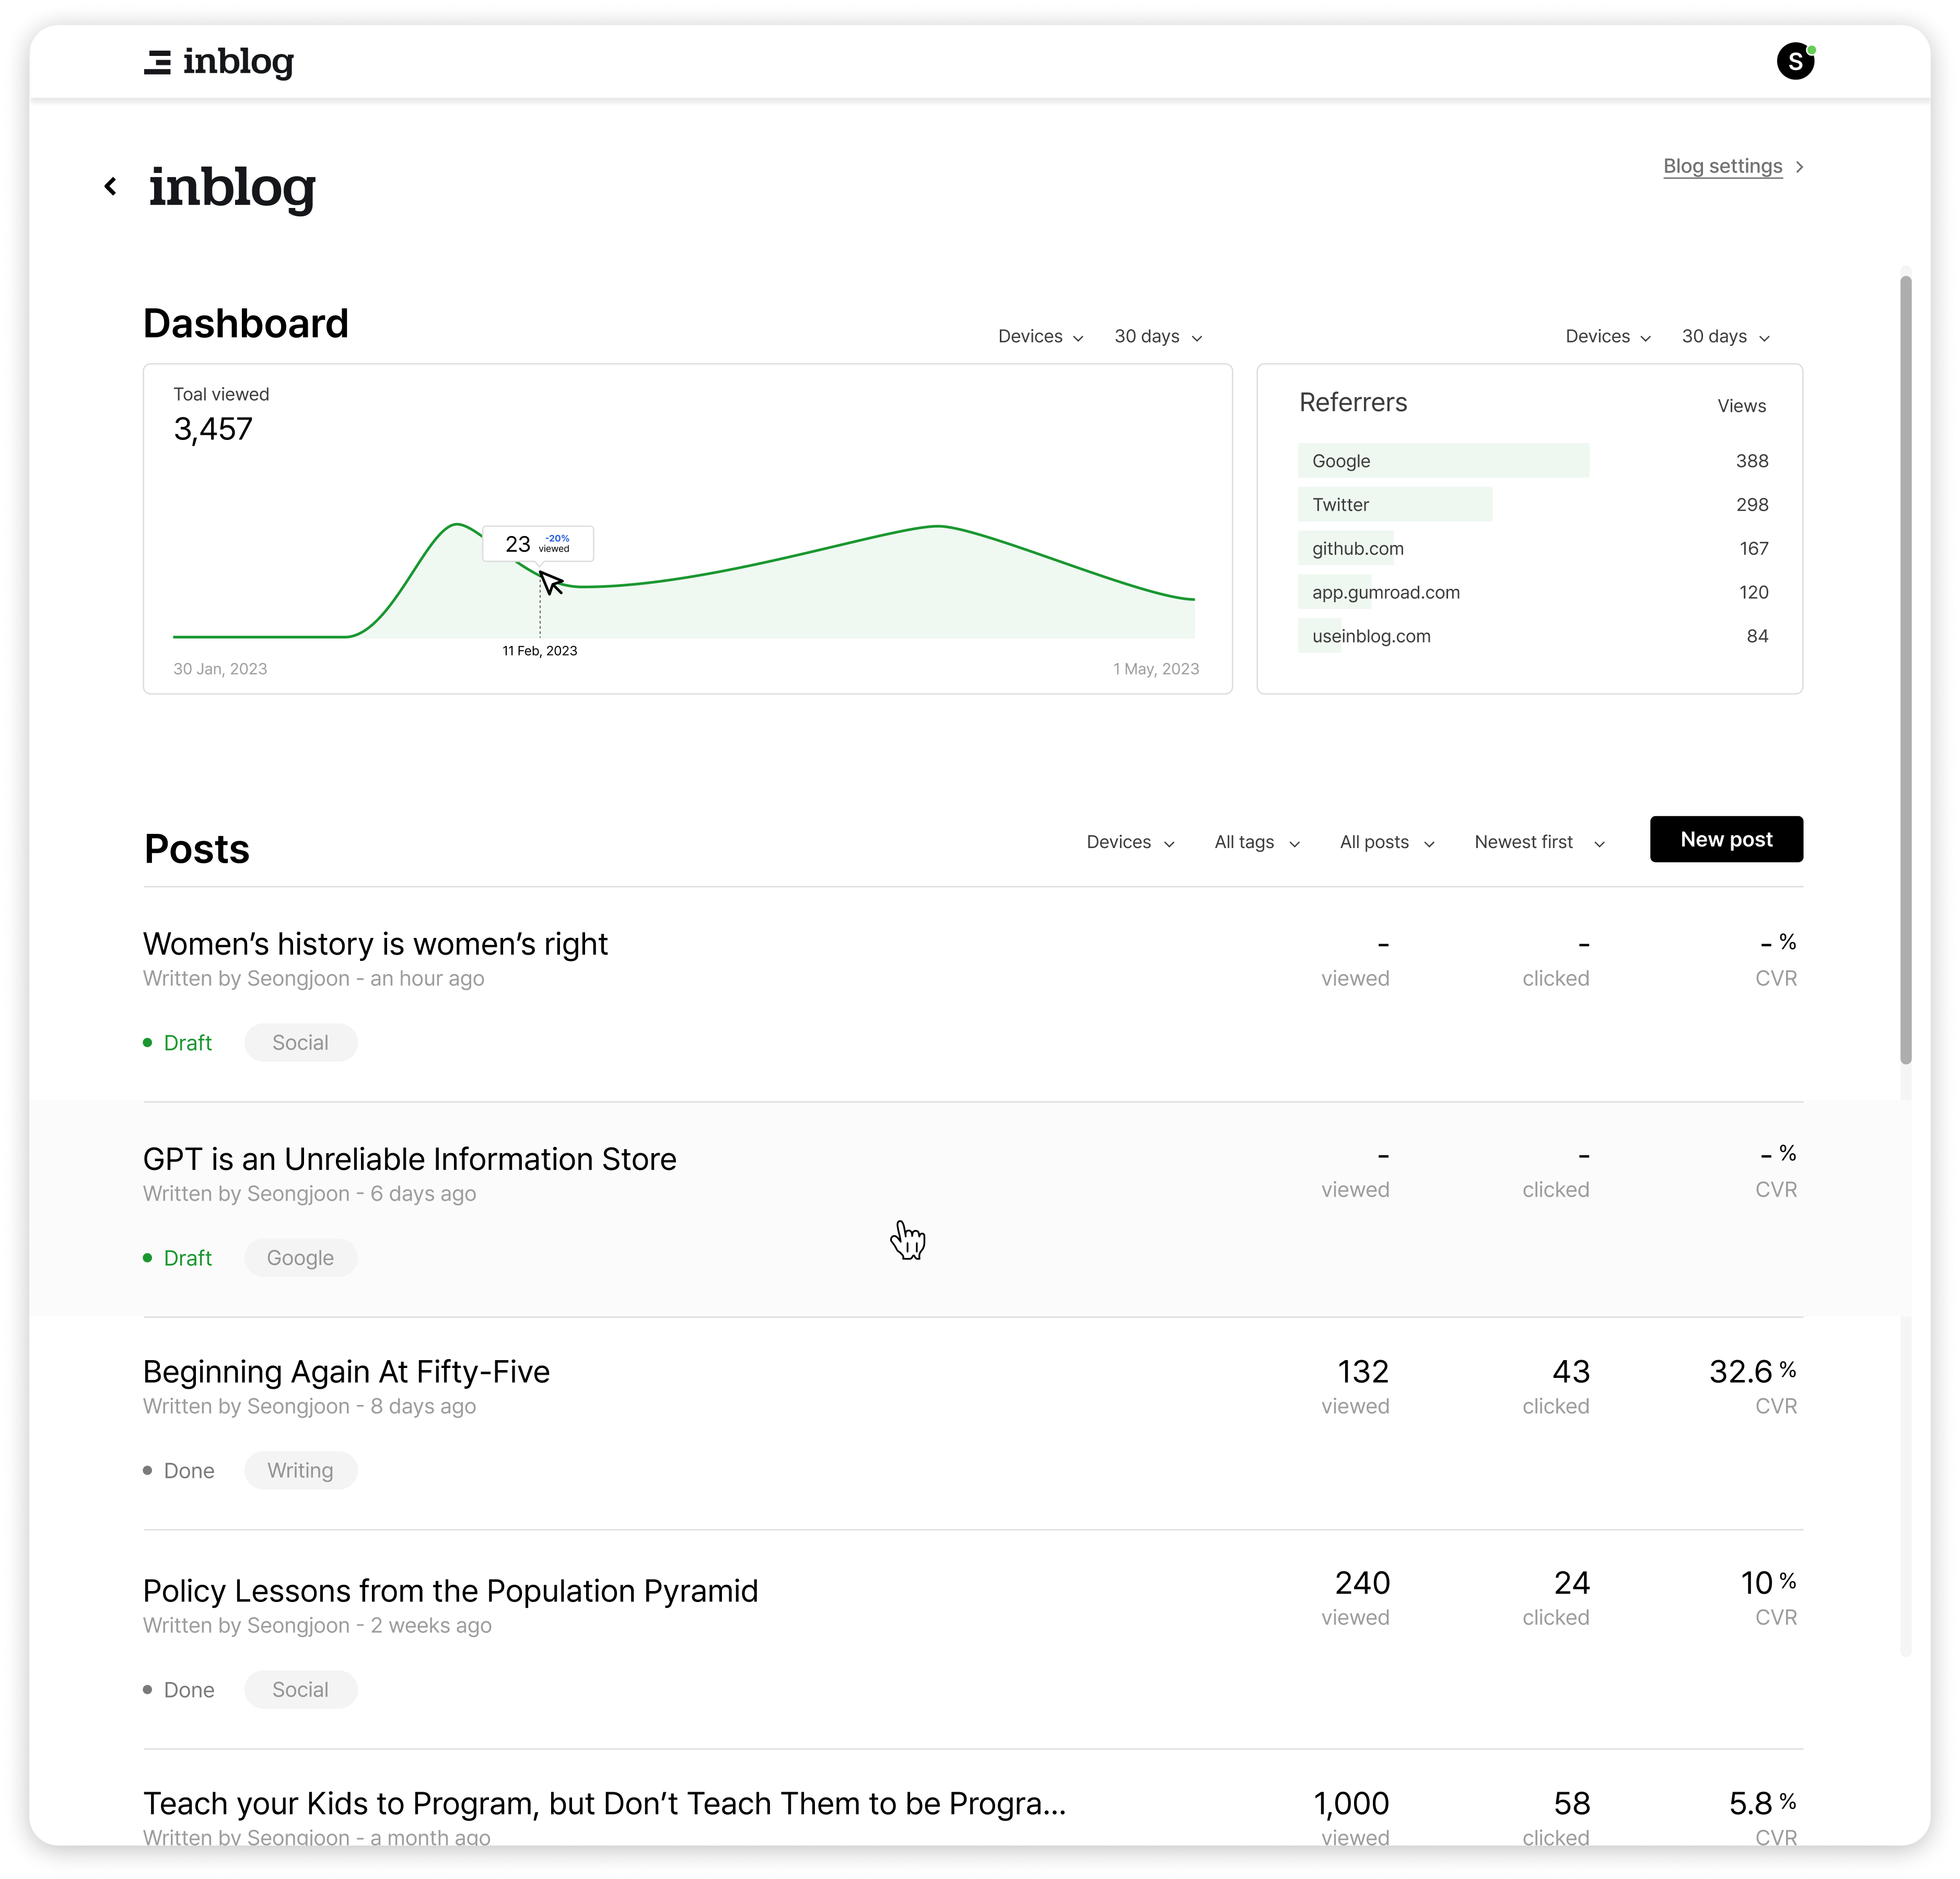 inblog
S
inblog
Blog settings
Dashboard
Devices 30 days
Devices 30 days
Toal viewed
3,457
23 -20% viewed
11 Feb, 2023
30 Jan, 2023 1 May, 2023
Referrers Views
Google 388
Twitter 298
github.com 167
app.gumroad.com 120
useinblog.com 84
Posts
Devices All tags All posts Newest first New post
Women’s history is women’s right - - - %
Written by Seongjoon - an hour ago viewed clicked CVR
Draft Social
GPT is an Unreliable Information Store - - - %
Written by Seongjoon - 6 days ago viewed clicked CVR
Draft Google
Beginning Again At Fifty-Five 132 43 32.6 %
Written by Seongjoon - 8 days ago viewed clicked CVR
Done Writing
Policy Lessons from the Population Pyramid 240 24 10 %
Written by Seongjoon - 2 weeks ago viewed clicked CVR
Done Social
Teach your Kids to Program, but Don’t Teach Them to be Progra... 1,000 58 5.8 %
Written by Seongjoon - a month ago viewed clicked CVR